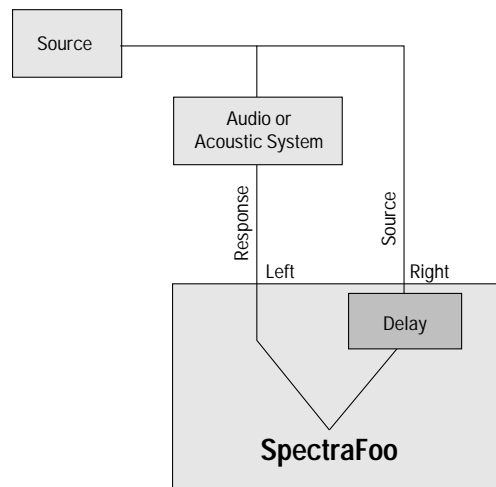 Source
Audio or
Acoustic System
Response
Source
Left
Right
Delay
SpectraFoo